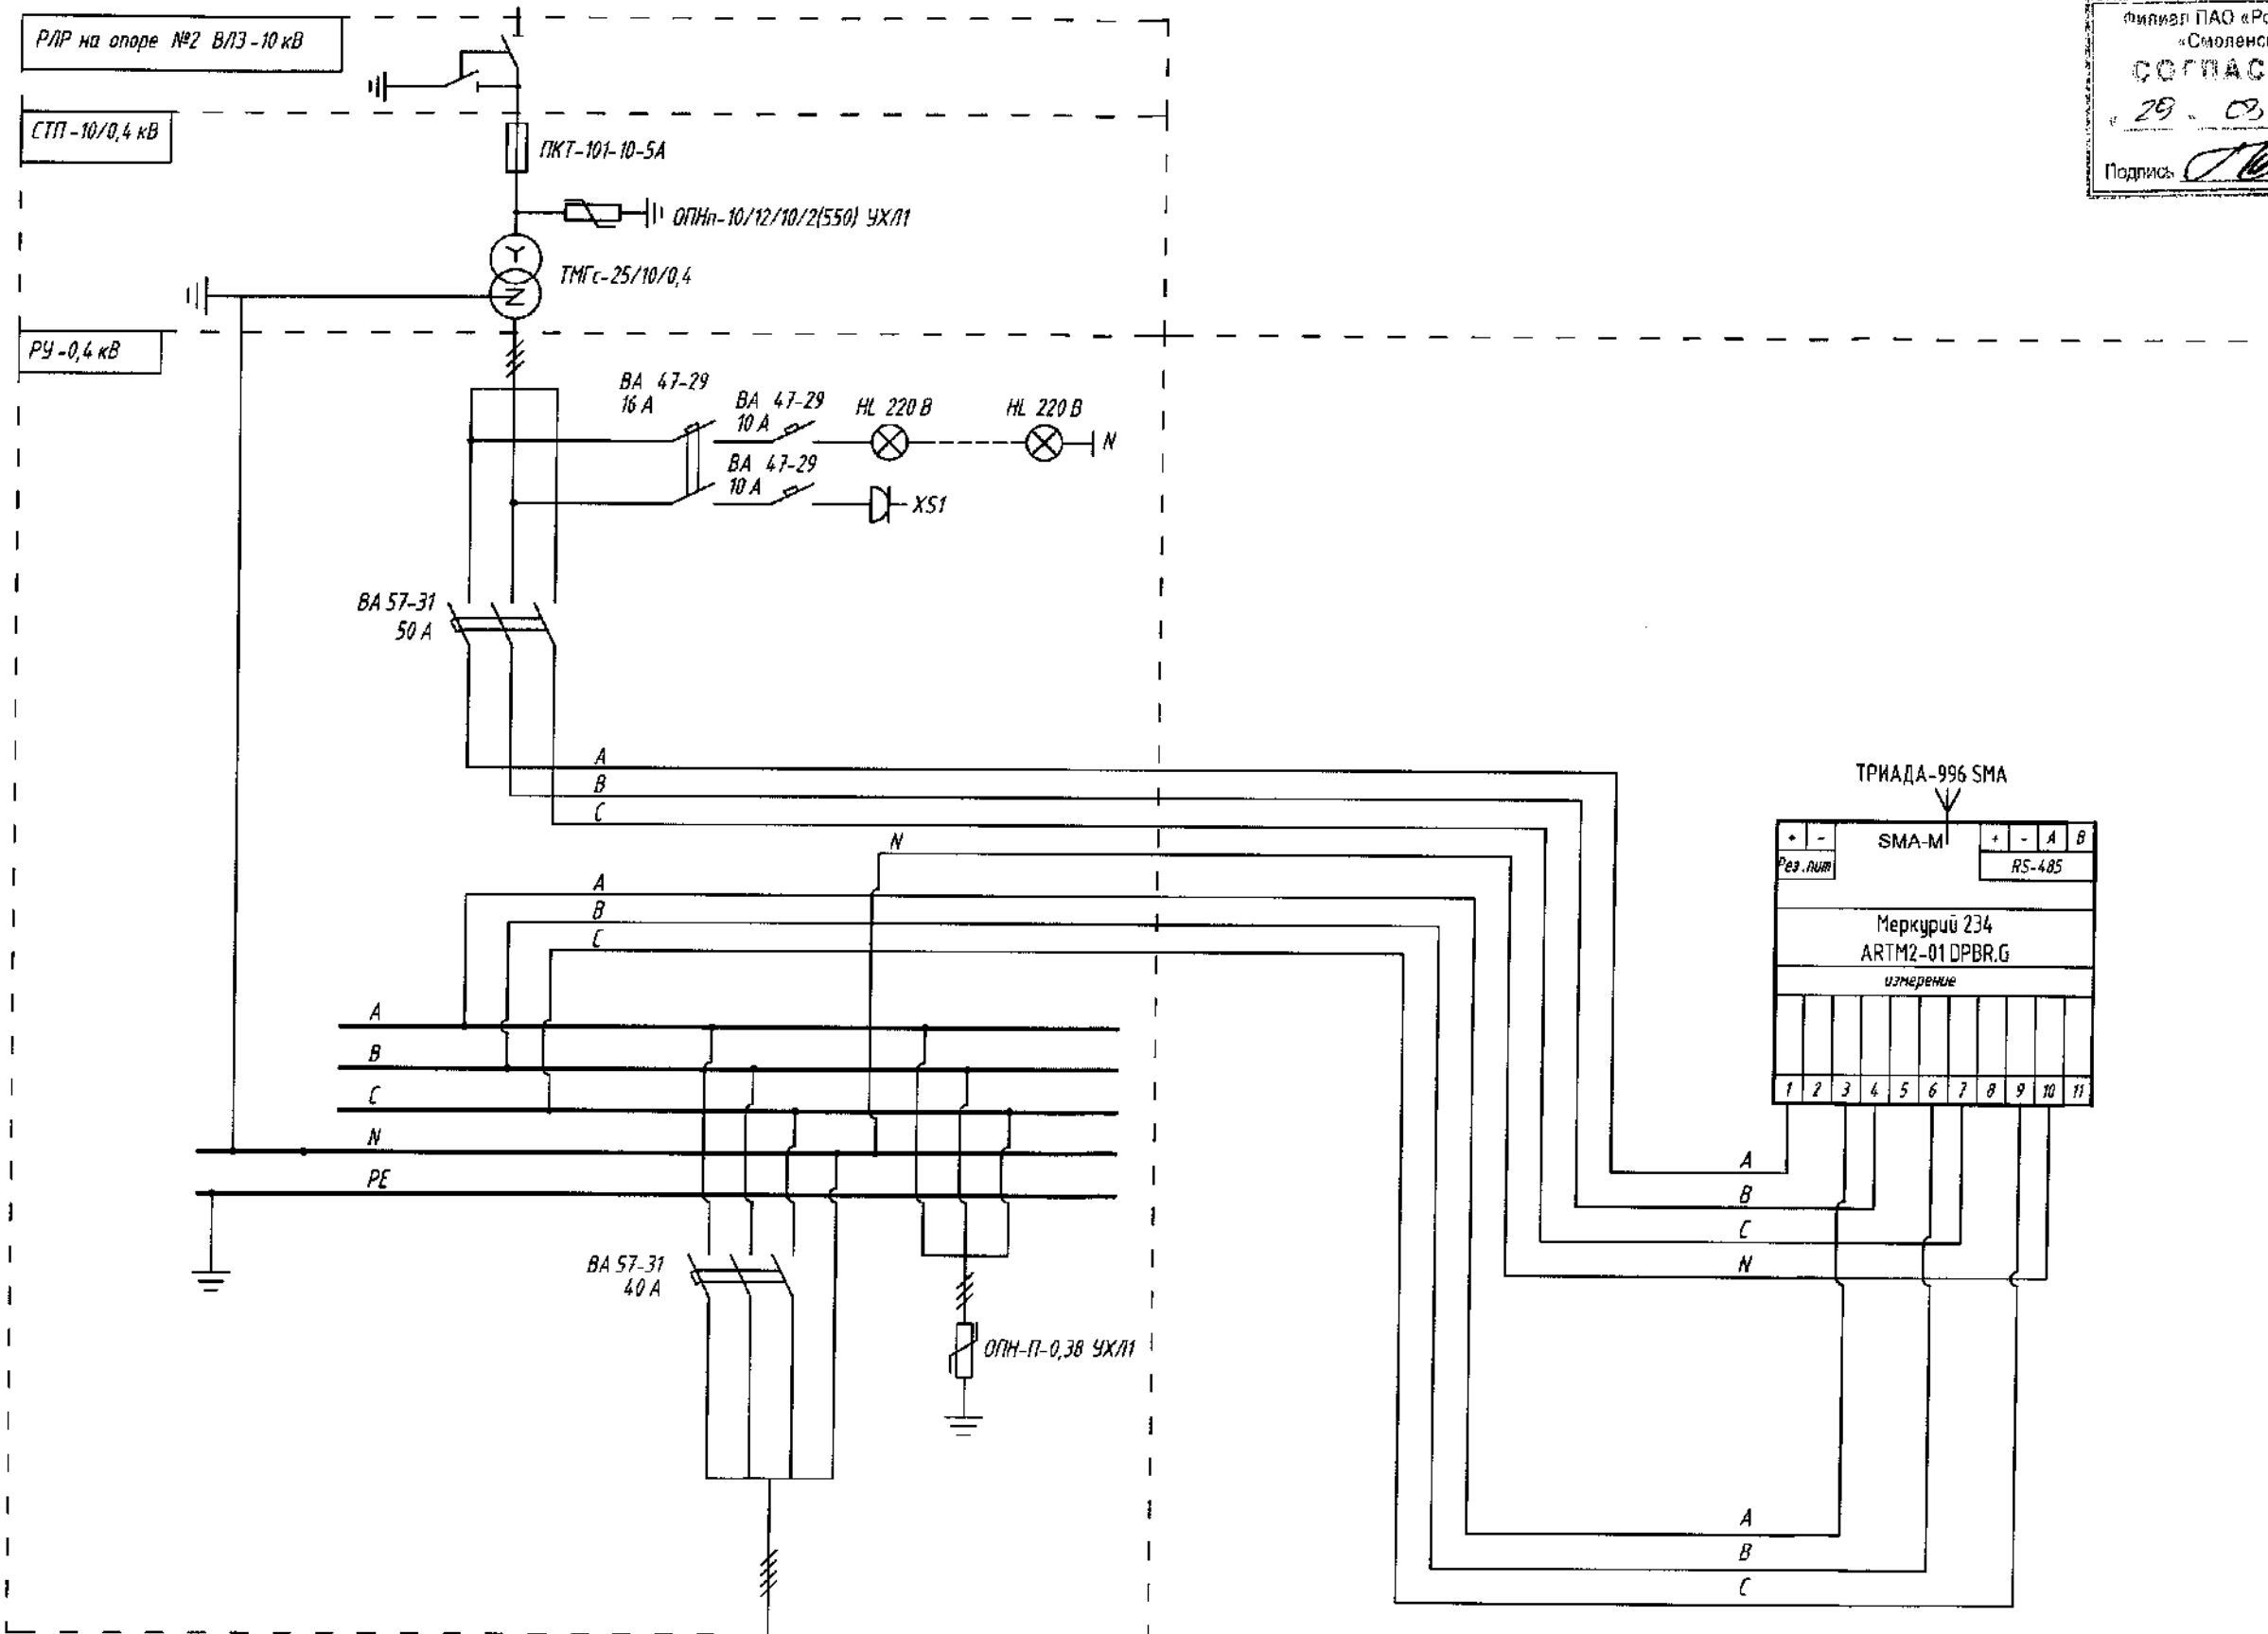 РЛР на опоре №2 ВЛЗ-10 кВ
Филиал ПАО
СТП-10/0,4 кВ
29
Подпись
ПКТ-101-10-5А
ОПНп-10/12/10/2(550) УХЛ1
Y
ТМГс-25/10/0,4
Z
РУ-0,4 кВ
ВА 47-29
16 А
ВА 47-29
10 А
HL 220 В
HL 220 В
N
ВА 47-29
10 А
XS1
ВА 57-31
50 А
A
B
C
N
A
B
C
ТРИАДА-996 SMA
+ -
SMA-M
+ - A B
Рез.пит
RS-485
Меркурий 234
ARTM2-01 DPBR.G
измерение
1 2 3 4 5 6 7 8 9 10 11
A
B
C
N
PE
A
B
C
N
ВА 57-31
40 А
ОПН-П-0,38 УХЛ1
A
B
C